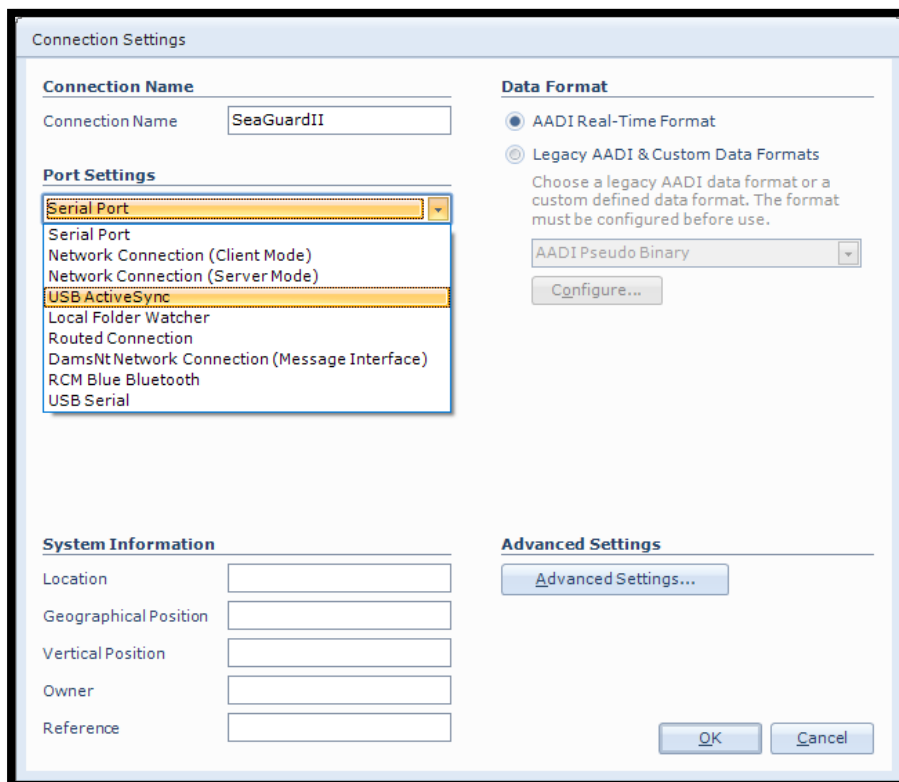 Connection Settings
Connection Name
Connection Name SeaGuardII
Port Settings
Serial Port
Serial Port
Network Connection (Client Mode)
Network Connection (Server Mode)
USB ActiveSync
Local Folder Watcher
Routed Connection
DamsNt Network Connection (Message Interface)
RCM Blue Bluetooth
USB Serial
Data Format
AADI Real-Time Format
Legacy AADI & Custom Data Formats
Choose a legacy AADI data format or a
custom defined data format. The format
must be configured before use.
AADI Pseudo Binary
Configure...
System Information
Location
Geographical Position
Vertical Position
Owner
Reference
Advanced Settings
Advanced Settings...
OK Cancel